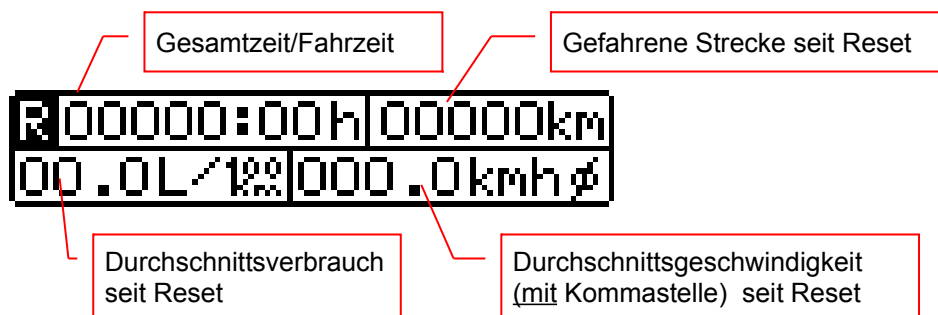 Gesamtzeit/Fahrzeit
Gefahrene Strecke seit Reset
R 00000:00h 00000km
00.0L/100km 000.0kmhø
Durchschnittsverbrauch
seit Reset
Durchschnittsgeschwindigkeit
(mit Kommastelle) seit Reset